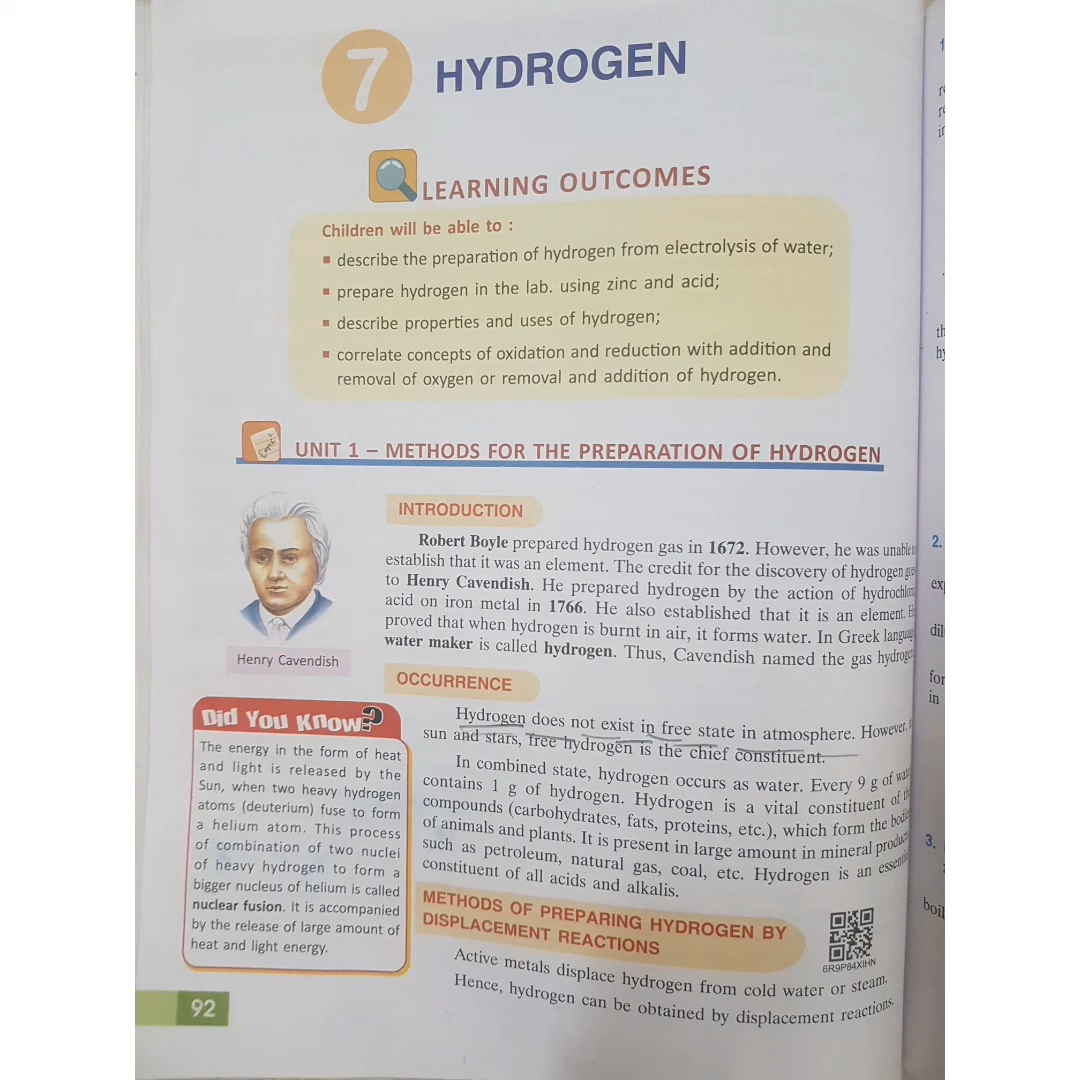 7 HYDROGEN
LEARNING OUTCOMES
Children will be able to :
▪ describe the preparation of hydrogen from electrolysis of water;
▪ prepare hydrogen in the lab. using zinc and acid;
▪ describe properties and uses of hydrogen;
▪ correlate concepts of oxidation and reduction with addition and
removal of oxygen or removal and addition of hydrogen.
UNIT 1 – METHODS FOR THE PREPARATION OF HYDROGEN
Henry Cavendish
INTRODUCTION
Robert Boyle prepared hydrogen gas in 1672. However, he was unable
establish that it was an element. The credit for the discovery of hydrogen
to Henry Cavendish. He prepared hydrogen by the action of
acid on iron metal in 1766. He also established that it is an element.
proved that when hydrogen is burnt in air, it forms water. In Greek
water maker is called hydrogen. Thus, Cavendish named the gas
OCCURRENCE
Hydrogen does not exist in free state in atmosphere. However,
sun and stars, free hydrogen is the chief constituent.
In combined state, hydrogen occurs as water. Every 9 g of
contains 1 g of hydrogen. Hydrogen is a vital constituent of
compounds (carbohydrates, fats, proteins, etc.), which form the
of animals and plants. It is present in large amount in mineral
such as petroleum, natural gas, coal, etc. Hydrogen is an
constituent of all acids and alkalis.
Did You Know?
The energy in the form of heat
and light is released by the
Sun, when two heavy hydrogen
atoms (deuterium) fuse to form
a helium atom. This process
of combination of two nuclei
of heavy hydrogen to form a
bigger nucleus of helium is called
nuclear fusion. It is accompanied
by the release of large amount of
heat and light energy.
METHODS OF PREPARING HYDROGEN BY
DISPLACEMENT REACTIONS
6R9P84XIHN
Active metals displace hydrogen from cold water or steam.
Hence, hydrogen can be obtained by displacement reactions.
92
2.
3.